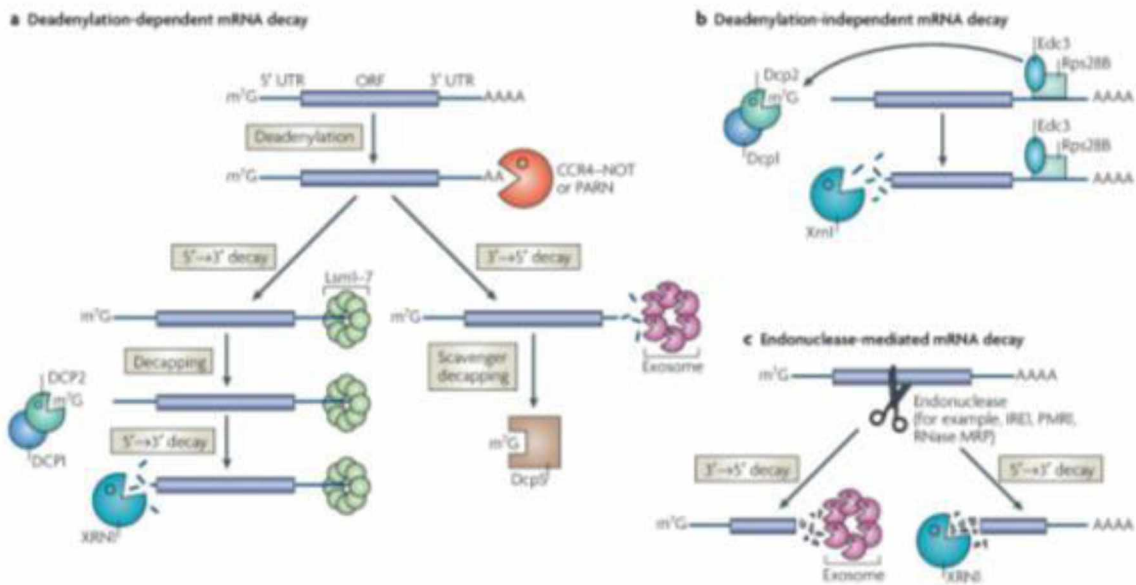 a Deadenylation-dependent mRNA decay
5' UTR ORF 3' UTR
m⁷G AAAA
Deadenylation
m⁷G AA
CCR4–NOT
or PARN
5'→3' decay
3'→5' decay
Lsm1–7
m⁷G
m⁷G
Exosome
Decapping
Scavenger
decapping
DCP2
m⁷G
DCP1
m⁷G
DcpS
5'→3' decay
XRN1
b Deadenylation-independent mRNA decay
Edc3
Rps28B
Dcp2
m⁷G
AAAA
Dcp1
Edc3
Rps28B
AAAA
Xrn1
c Endonuclease-mediated mRNA decay
m⁷G AAAA
Endonuclease
(for example, IRE1, PMR1,
RNase MRP)
3'→5' decay
5'→3' decay
m⁷G
AAAA
Exosome
XRN1